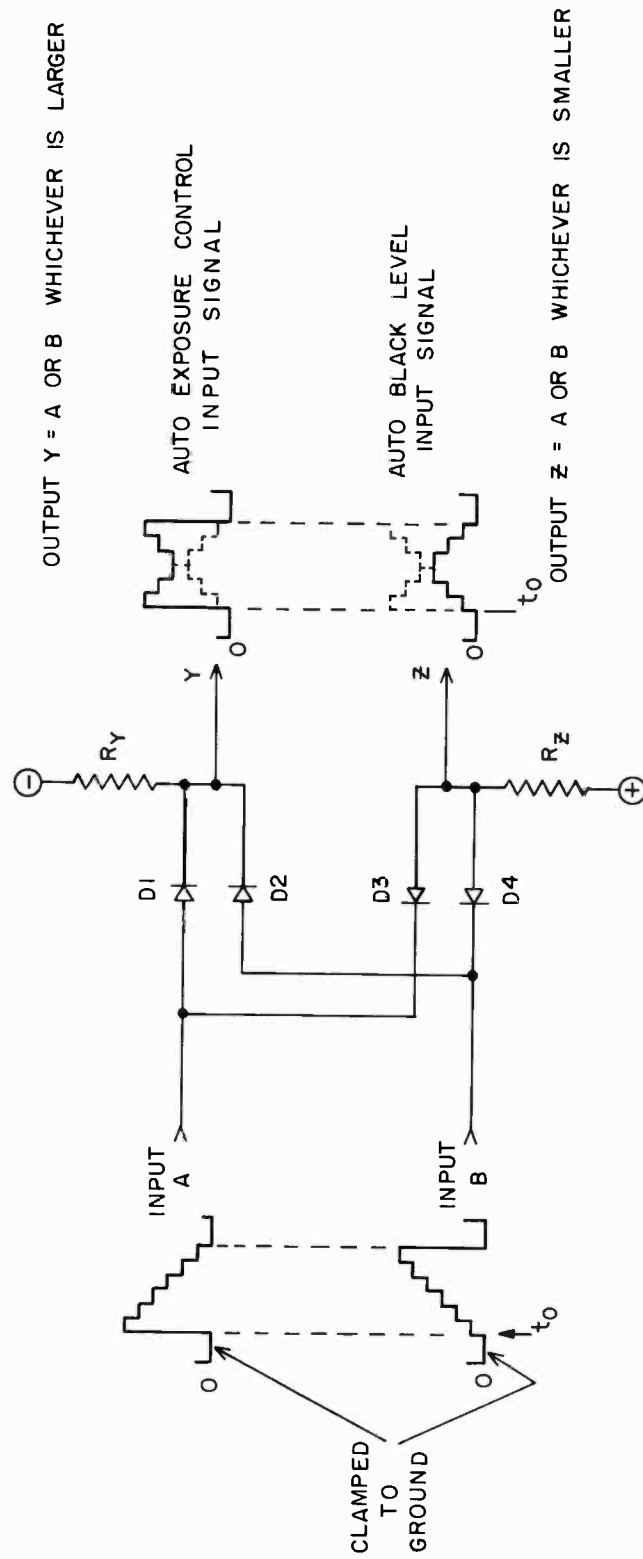 OUTPUT Y = A OR B WHICHEVER IS LARGER
AUTO EXPOSURE CONTROL
INPUT SIGNAL
AUTO BLACK LEVEL
INPUT SIGNAL
OUTPUT Z = A OR B WHICHEVER IS SMALLER
CLAMPED
TO
GROUND
0
0
t0
INPUT
A
INPUT
B
D1
D2
D3
D4
−
RY
RZ
+
Y
Z
0
0
t0